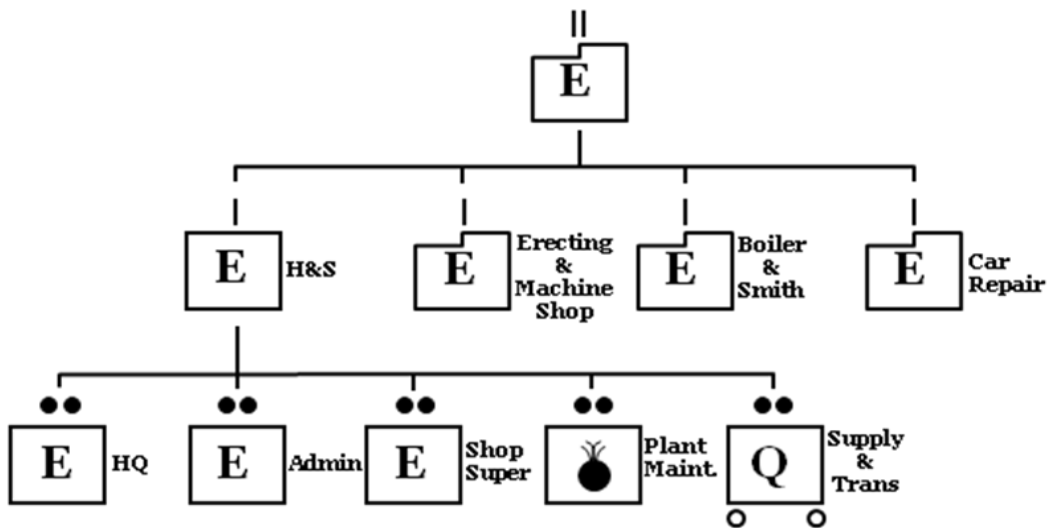 E
E
H&S
E
Erecting
&
Machine
Shop
E
Boiler
&
Smith
E
Car
Repair
E
HQ
E
Admin
E
Shop
Super
Plant
Maint.
Q
Supply
&
Trans